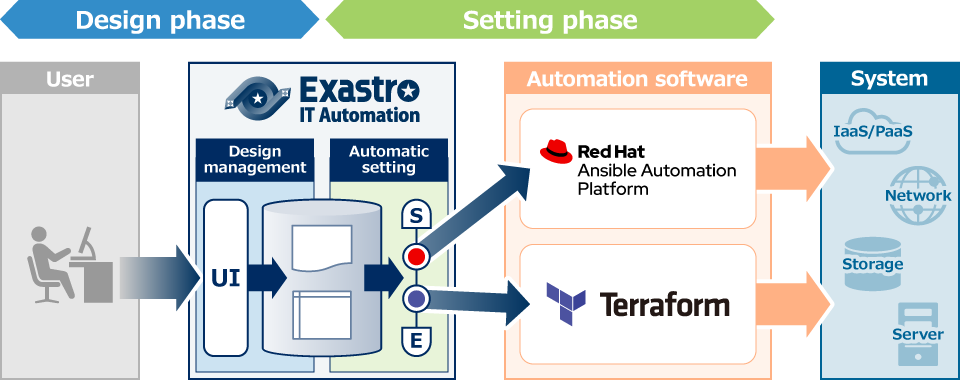 Design phase
Setting phase
User
Exastro
IT Automation
Design
management
Automatic
setting
UI
S
E
Automation software
Red Hat
Ansible Automation
Platform
Terraform
System
IaaS/PaaS
Network
Storage
Server